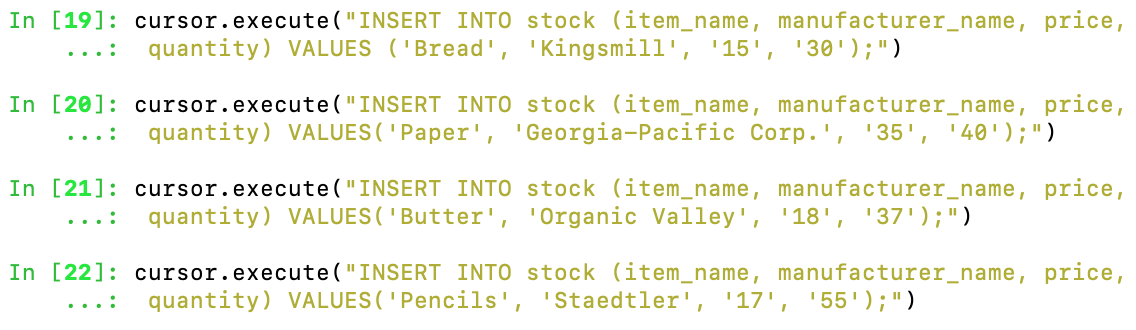 In [19]: cursor.execute("INSERT INTO stock (item_name, manufacturer_name, price,
...: quantity) VALUES ('Bread', 'Kingsmill', '15', '30');")
In [20]: cursor.execute("INSERT INTO stock (item_name, manufacturer_name, price,
...: quantity) VALUES('Paper', 'Georgia-Pacific Corp.', '35', '40');")
In [21]: cursor.execute("INSERT INTO stock (item_name, manufacturer_name, price,
...: quantity) VALUES('Butter', 'Organic Valley', '18', '37');")
In [22]: cursor.execute("INSERT INTO stock (item_name, manufacturer_name, price,
...: quantity) VALUES('Pencils', 'Staedtler', '17', '55');")